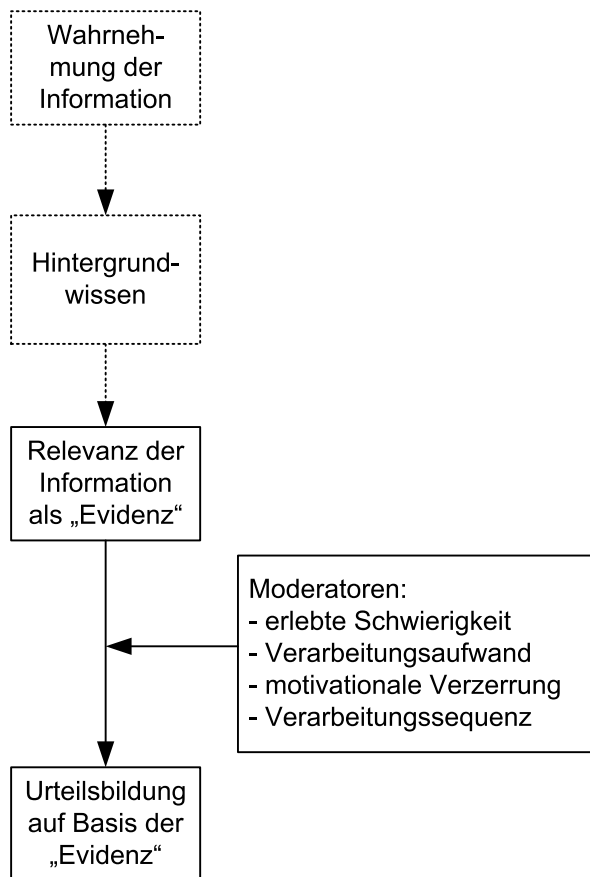 Wahrneh-
mung der
Information
Hintergrund-
wissen
Relevanz der
Information
als „Evidenz“
Moderatoren:
- erlebte Schwierigkeit
- Verarbeitungsaufwand
- motivationale Verzerrung
- Verarbeitungssequenz
Urteilsbildung
auf Basis der
„Evidenz“